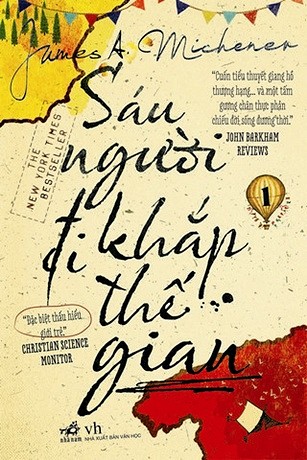 James A. Michener
"Cuốn tiểu thuyết giang hồ
thượng hạng... và một tấm
gương chân thực phản
chiếu đời sống đương thời."
JOHN BARKHAM
REVIEWS
THE
NEW YORK TIMES
BESTSELLER
Sáu
người
đi khắp
thế
gian
1
"Đặc biệt thấu hiểu
giới trẻ."
CHRISTIAN SCIENCE
MONITOR
nhã nam
vh
NHÀ XUẤT BẢN VĂN HỌC